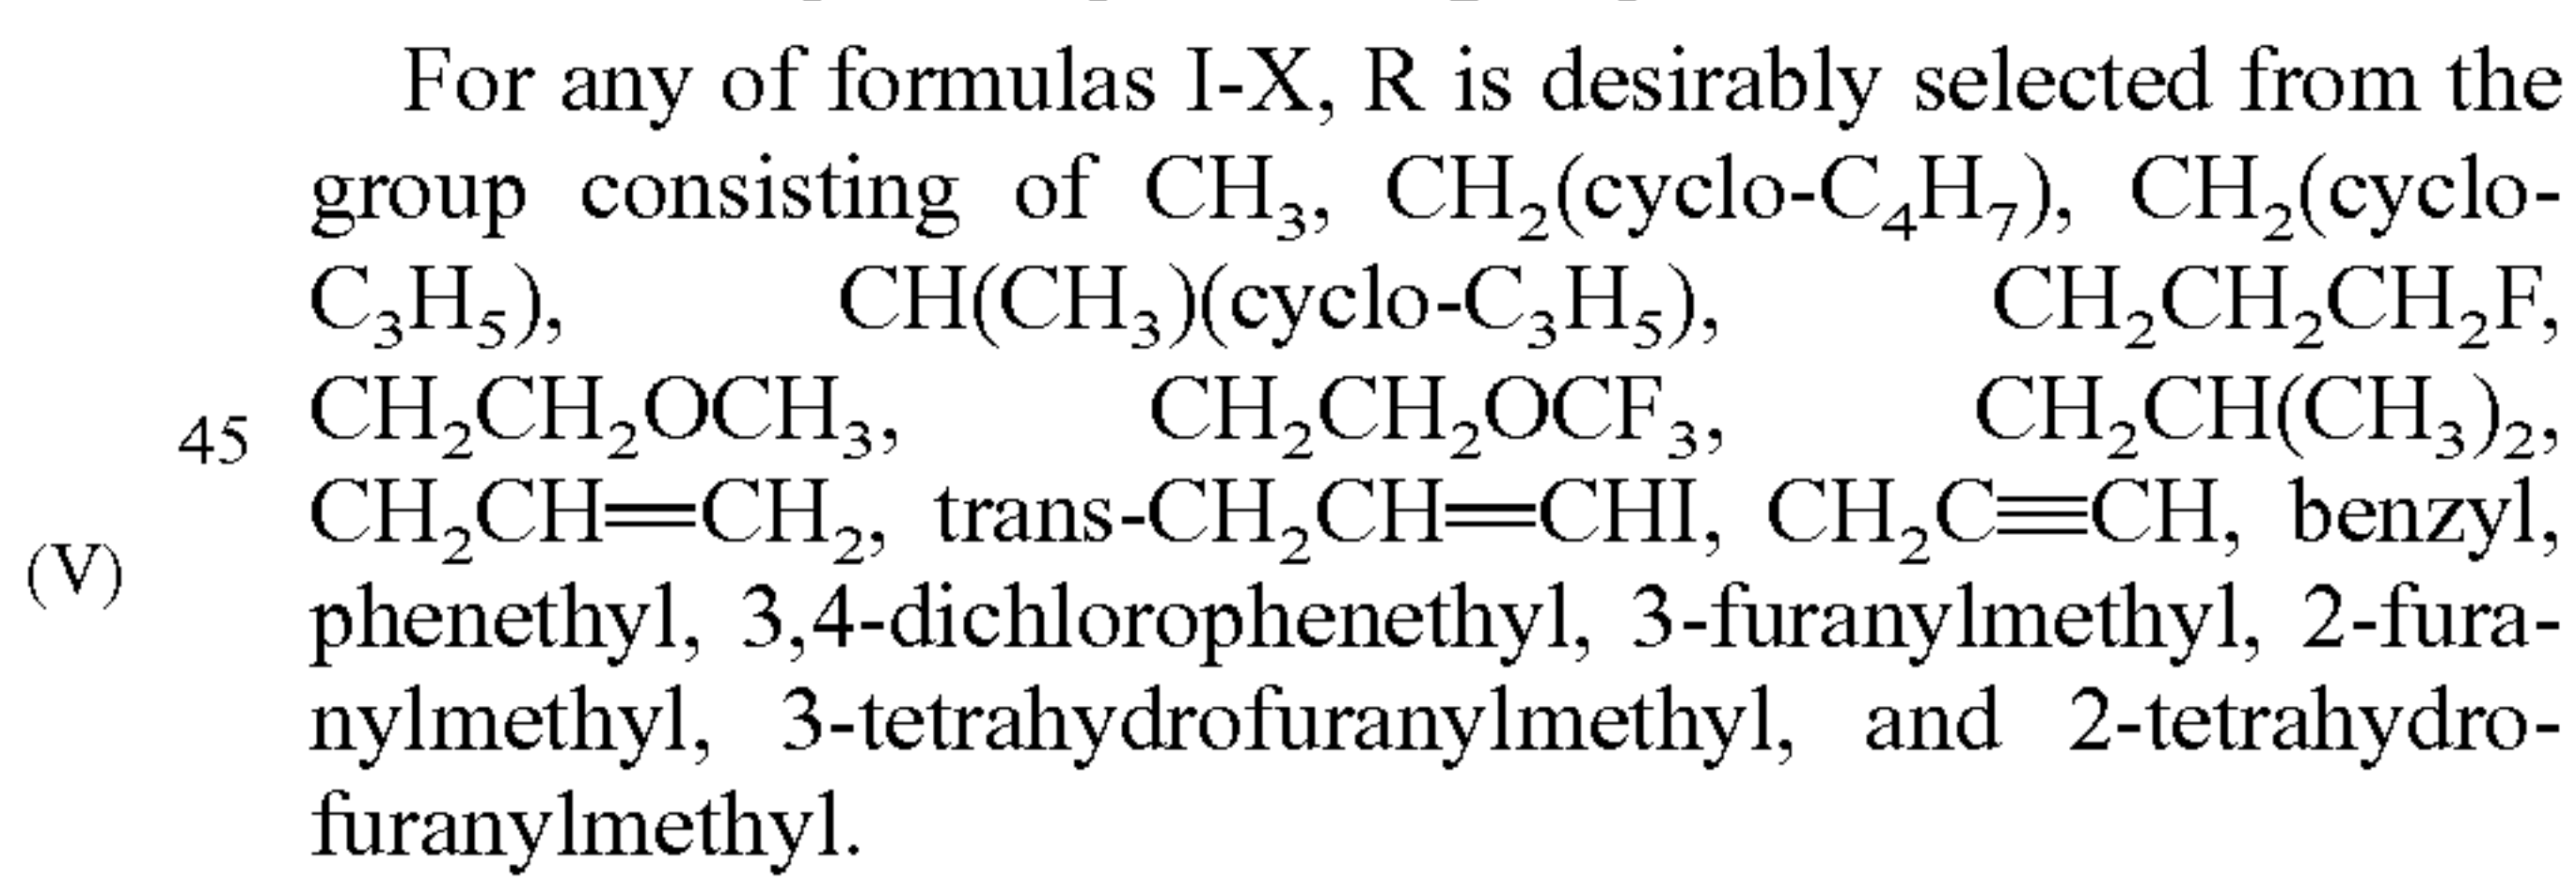 For any of formulas I-X, R is desirably selected from the
group consisting of CH₃, CH₂(cyclo-C₄H₇), CH₂(cyclo-
C₃H₅), CH(CH₃)(cyclo-C₃H₅), CH₂CH₂CH₂F,
45 CH₂CH₂OCH₃, CH₂CH₂OCF₃, CH₂CH(CH₃)₂,
CH₂CH=CH₂, trans-CH₂CH=CHI, CH₂C≡CH, benzyl,
(V)
phenethyl, 3,4-dichlorophenethyl, 3-furanylmethyl, 2-fura-
nylmethyl, 3-tetrahydrofuranylmethyl, and 2-tetrahydro-
furanylmethyl.